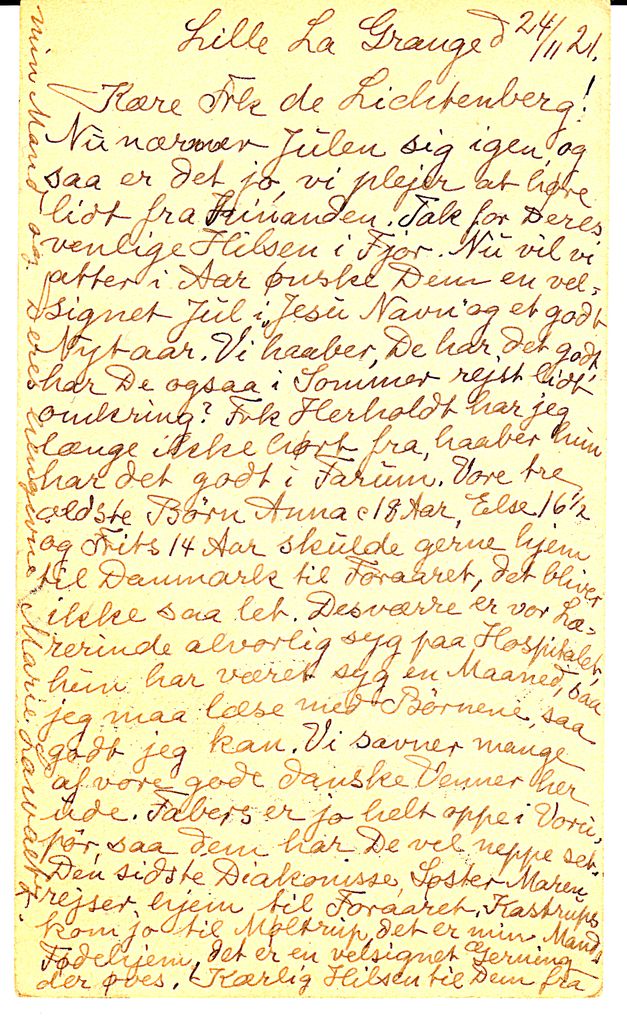 Lille La Grange d 24/11 21.
Kære Frk de Lichtenberg!
Nu nærmer Julen sig igen, og
saa er det jo, vi plejer at høre
lidt fra hinanden. Tak for Deres
venlige Hilsen i Fjor. Nu vil vi
atter i Aar ønske Dem en vel-
signet Jul i "Jesu Navn" og et godt
Nytaar. Vi haaber, De har det godt,
har De ogsaa i Sommer rejst lidt
omkring? Frk Herholdt har jeg
længe ikke hørt fra, haaber hun
har det godt i Farum. Vore tre
ældste Børn Anna c 18 Aar, Else 16 1/2
og Frits 14 Aar skulde gerne hjem
til Danmark til Foraaret, det bliver
ikke saa let. Desværre er vor Læ-
rerinde alvorlig syg paa Hospitalet,
hun har været syg en Maaned, saa
jeg maa læse med Børnene, saa
godt jeg kan. Vi savner mange
af vore gode danske Venner her
ude. Fabers er jo helt oppe i Voru-
pør, saa dem har De vel neppe set.
Den sidste Diakonisse, Søster Maren
rejser hjem til Foraaret. Kastrups
kom jo til Møltrup, det er min Mands
Fødehjem, det er en velsignet Gerning
der øves. Kærlig Hilsen til Dem fra
min Mand og Deres hengivne Marie